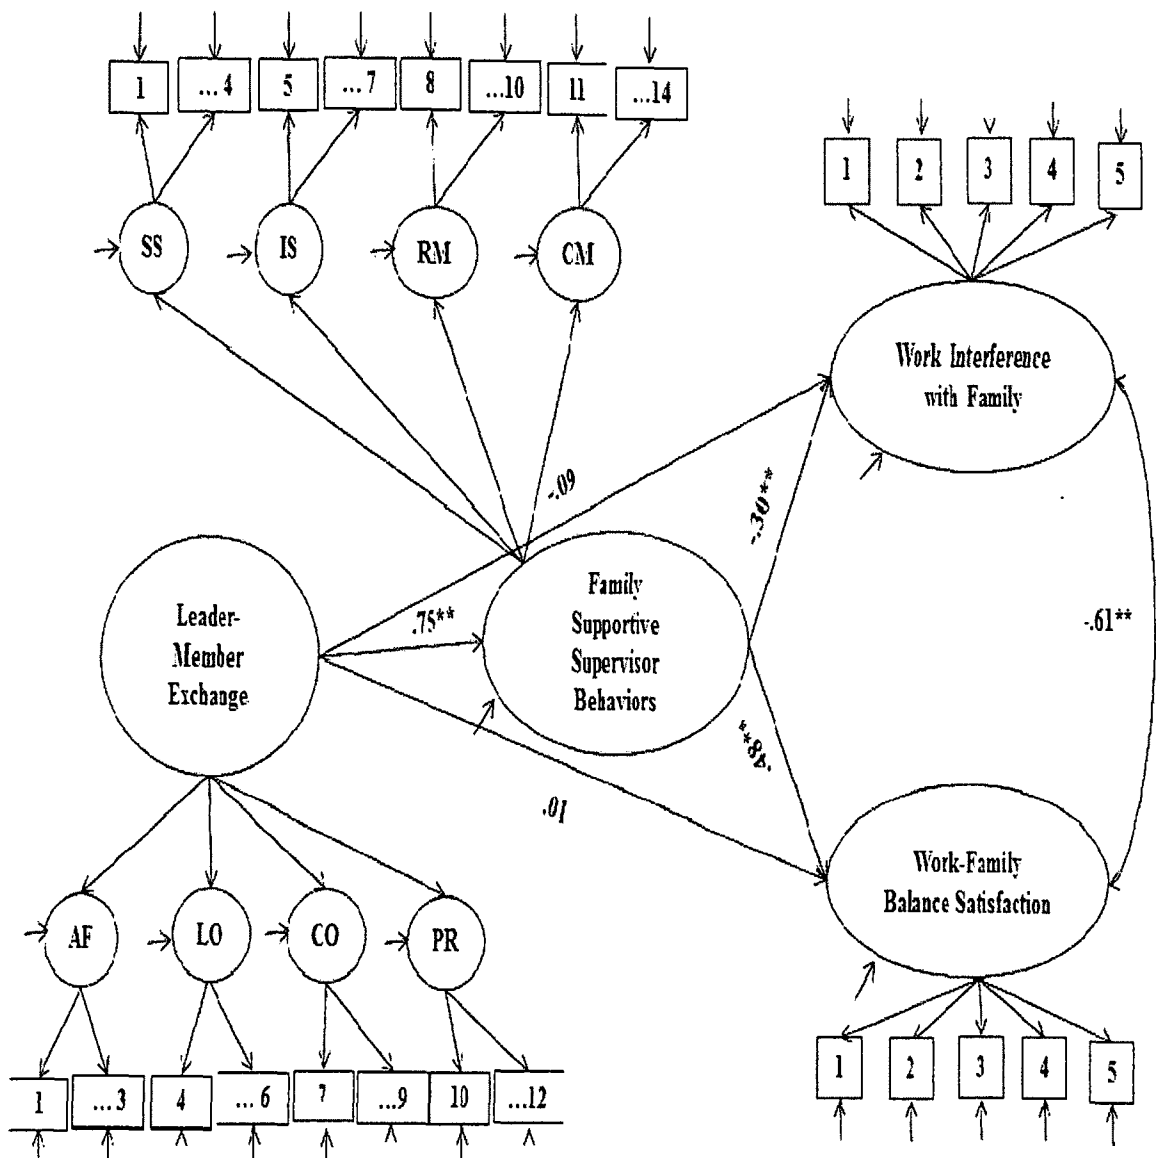 1
...4
5
...7
8
...10
11
...14
SS
IS
RM
CM
1
2
3
4
5
Work Interference
with Family
-.09
-.30**
Leader-
Member
Exchange
.75**
Family
Supportive
Supervisor
Behaviors
-.61**
.48**
.01
Work-Family
Balance Satisfaction
AF
LO
CO
PR
1
...3
4
...6
7
...9
10
...12
1
2
3
4
5